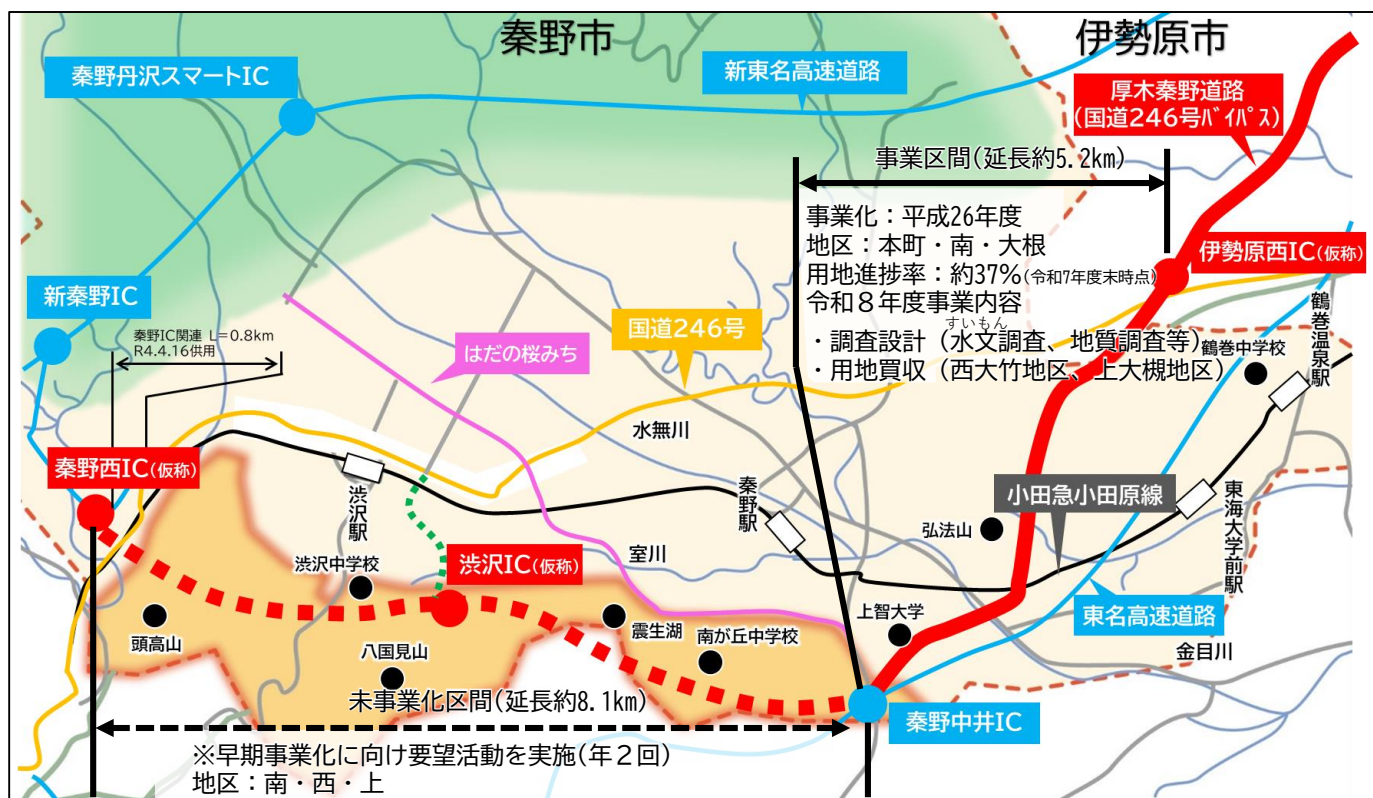 秦野市
伊勢原市
秦野丹沢スマートIC
新東名高速道路
厚木秦野道路
(国道246号ﾊﾞｲﾊﾟｽ)
事業区間(延長約5.2km)
事業化：平成26年度
地区：本町・南・大根
用地進捗率：約37%(令和7年度末時点)
令和８年度事業内容
すいもん
・調査設計（水文調査、地質調査等）
・用地買収（西大竹地区、上大槻地区）
伊勢原西IC(仮称)
新秦野IC
秦野IC関連 L=0.8km
R4.4.16供用
はだの桜みち
国道246号
鶴巻中学校
鶴巻温泉駅
水無川
秦野西IC(仮称)
渋沢駅
秦野駅
小田急小田原線
弘法山
東海大学前駅
室川
渋沢中学校
渋沢IC(仮称)
頭高山
八国見山
震生湖
南が丘中学校
上智大学
東名高速道路
金目川
未事業化区間(延長約8.1km)
秦野中井IC
※早期事業化に向け要望活動を実施(年２回)
地区：南・西・上